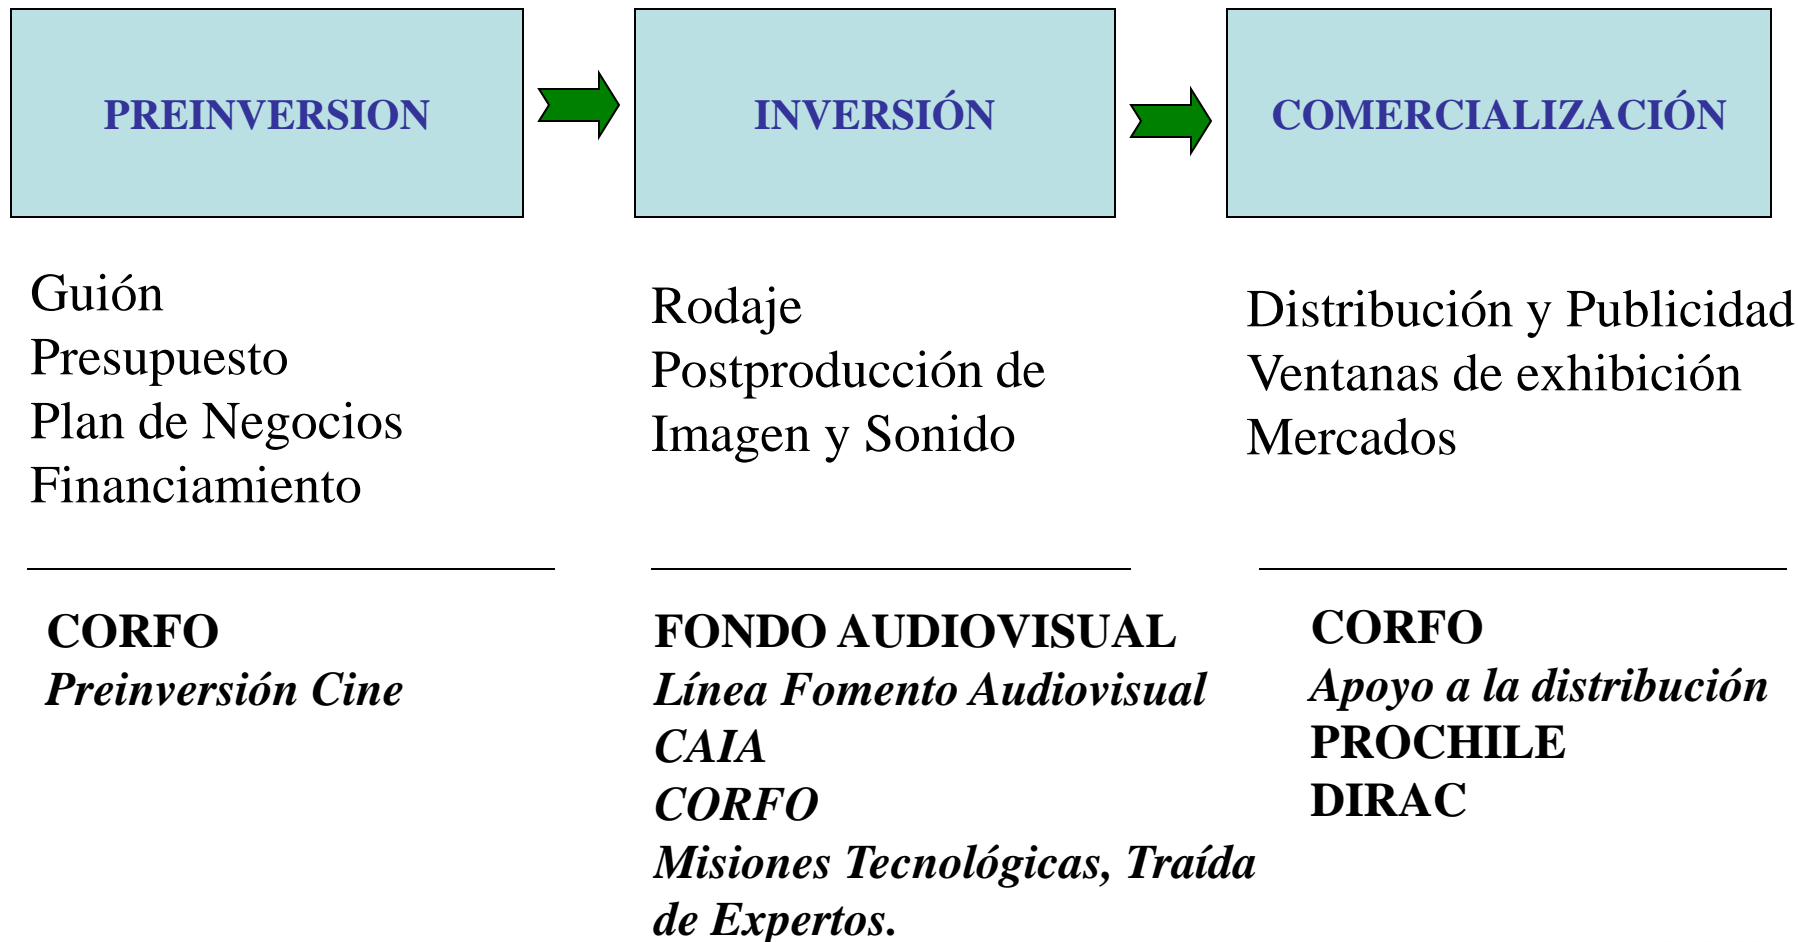 PREINVERSION
INVERSIÓN
COMERCIALIZACIÓN
Guión
Presupuesto
Plan de Negocios
Financiamiento
Rodaje
Postproducción de
Imagen y Sonido
Distribución y Publicidad
Ventanas de exhibición
Mercados
CORFO
Preinversión Cine
FONDO AUDIOVISUAL
Línea Fomento Audiovisual
CAIA
CORFO
Misiones Tecnológicas, Traída
de Expertos.
CORFO
Apoyo a la distribución
PROCHILE
DIRAC